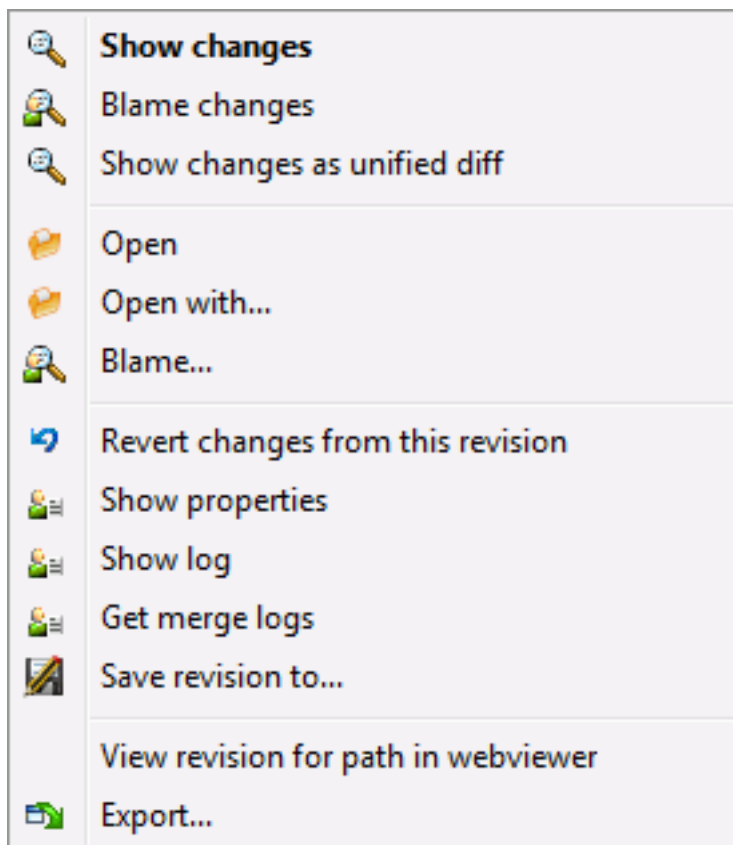 Show changes
Blame changes
Show changes as unified diff
Open
Open with...
Blame...
Revert changes from this revision
Show properties
Show log
Get merge logs
Save revision to...
View revision for path in webviewer
Export...